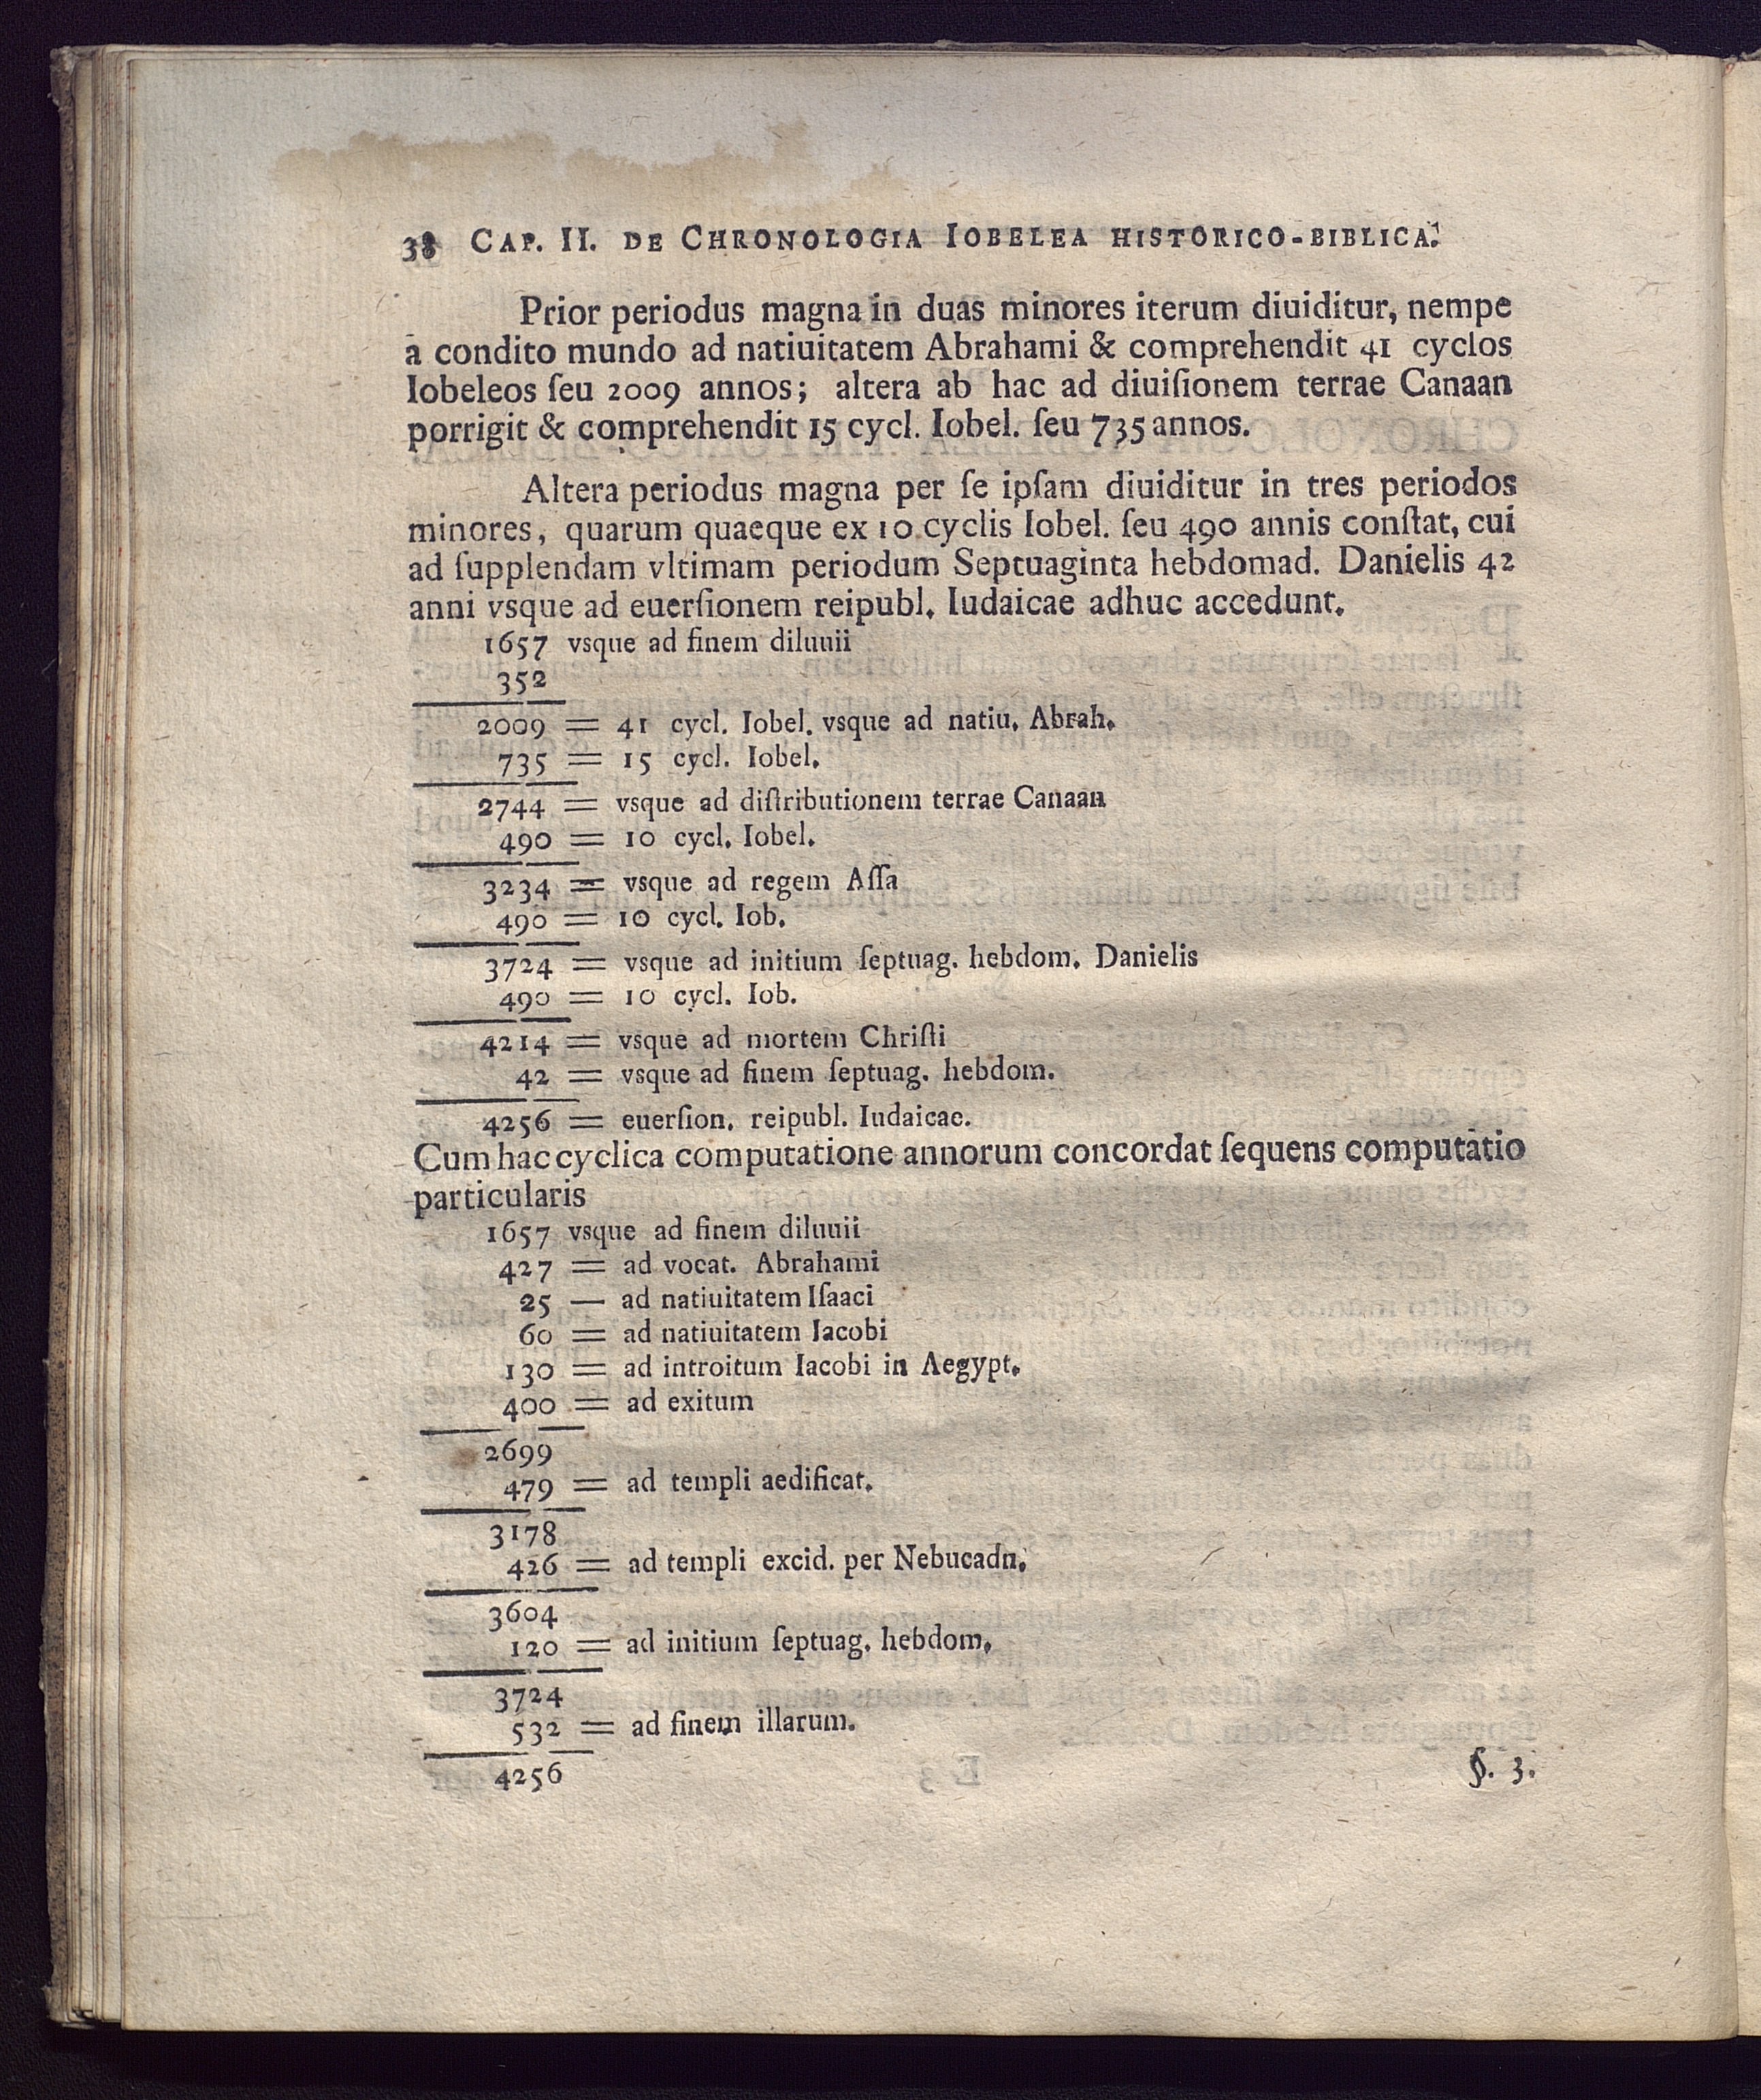 38 CAP. II. DE CHRONOLOGIA IOBELEA HISTORICO-BIBLICA.
Prior periodus magna in duas minores iterum diuiditur, nempe
a condito mundo ad natiuitatem Abrahami & comprehendit 41 cyclos
Iobeleos ſeu 2009 annos; altera ab hac ad diuiſionem terrae Canaan
porrigit & comprehendit 15 cycl. Iobel. ſeu 735 annos.
Altera periodus magna per ſe ipſam diuiditur in tres periodos
minores, quarum quaeque ex 10 cyclis Iobel. ſeu 490 annis conſtat, cui
ad ſupplendam vltimam periodum Septuaginta hebdomad. Danielis 42
anni vsque ad euerſionem reipubl. Iudaicae adhuc accedunt.
1657 vsque ad finem diluuii
352
2009 = 41 cycl. Iobel. vsque ad natiu. Abrah.
735 = 15 cycl. Iobel.
2744 = vsque ad diſtributionem terrae Canaan
490 = 10 cycl. Iobel.
3234 = vsque ad regem Aſſa
490 = 10 cycl. Iob.
3724 = vsque ad initium ſeptuag. hebdom. Danielis
490 = 10 cycl. Iob.
4214 = vsque ad mortem Chriſti
42 = vsque ad finem ſeptuag. hebdom.
4256 = euerſion. reipubl. Iudaicae.
Cum hac cyclica computatione annorum concordat ſequens computatio
particularis
1657 vsque ad finem diluuii
427 = ad vocat. Abrahami
25 — ad natiuitatem Iſaaci
60 = ad natiuitatem Iacobi
130 = ad introitum Iacobi in Aegypt.
400 = ad exitum
2699
479 = ad templi aedificat.
3178
426 = ad templi excid. per Nebucadn.
3604
120 = ad initium ſeptuag. hebdom.
3724
532 = ad finem illarum.
4256
§. 3.